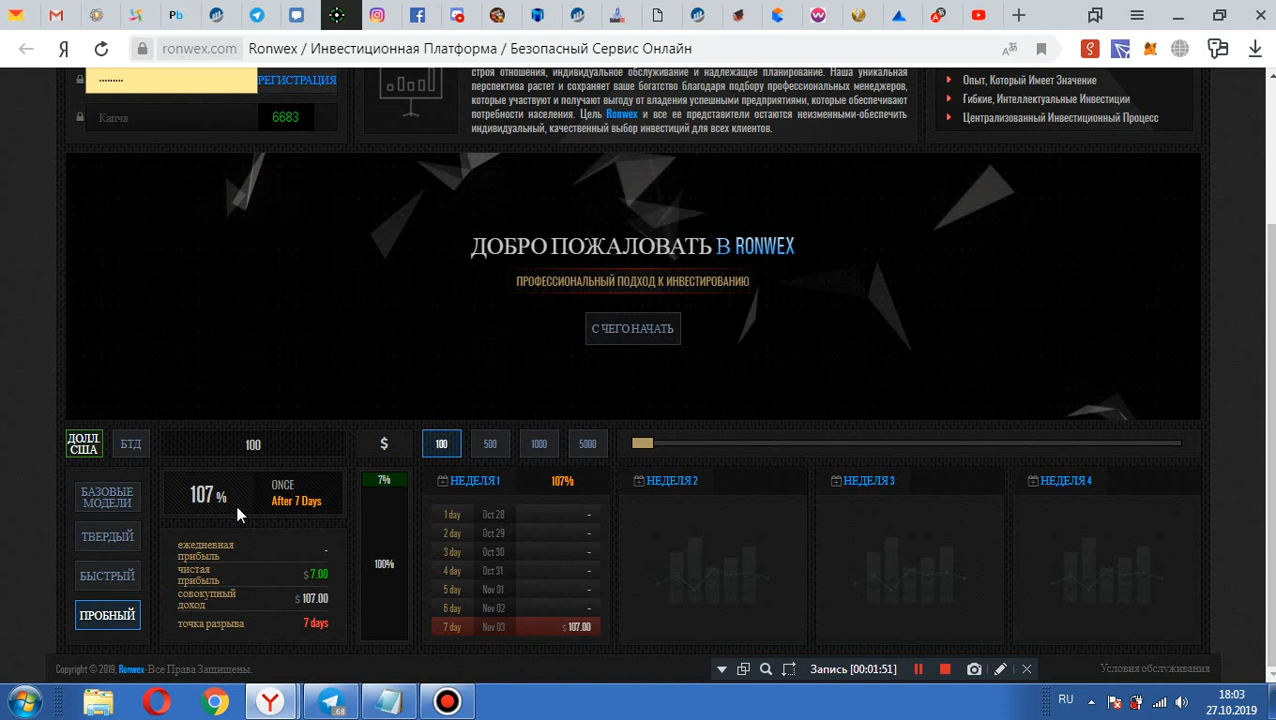 ronwex.com Ronwex / Инвестиционная Платформа / Безопасный Сервис Онлайн
......... РЕГИСТРАЦИЯ
Капча 6683
строя отношения, индивидуальное обслуживание и надлежащее планирование. Наша уникальная
перспектива растет и сохраняет ваше богатство благодаря подбору профессиональных менеджеров,
которые участвуют и получают выгоду от владения успешными предприятиями, которые обеспечивают
потребности населения. Цель Ronwex и все ее представители остаются неизменными-обеспечить
индивидуальный, качественный выбор инвестиций для всех клиентов.
Опыт, Который Имеет Значение
Гибкие, Интеллектуальные Инвестиции
Централизованный Инвестиционный Процесс
ДОБРО ПОЖАЛОВАТЬ В RONWEX
ПРОФЕССИОНАЛЬНЫЙ ПОДХОД К ИНВЕСТИРОВАНИЮ
С ЧЕГО НАЧАТЬ
ДОЛЛ. США
БТД
100
$
100 500 1000 5000
БАЗОВЫЕ МОДЕЛИ
ТВЕРДЫЙ
БЫСТРЫЙ
ПРОБНЫЙ
107 %
ONCE
After 7 Days
ежедневная прибыль -
чистая прибыль $ 7.00
совокупный доход $ 107.00
точка разрыва 7 days
7%
100%
НЕДЕЛЯ 1 107%
1 day Oct 28 -
2 day Oct 29 -
3 day Oct 30 -
4 day Oct 31 -
5 day Nov 01 -
6 day Nov 02 -
7 day Nov 03 $ 107.00
НЕДЕЛЯ 2
НЕДЕЛЯ 3
НЕДЕЛЯ 4
Copyright © 2019, Ronwex-Все Права Защищены.
Запись [00:01:51]
Условия обслуживания
68
RU
18:03
27.10.2019